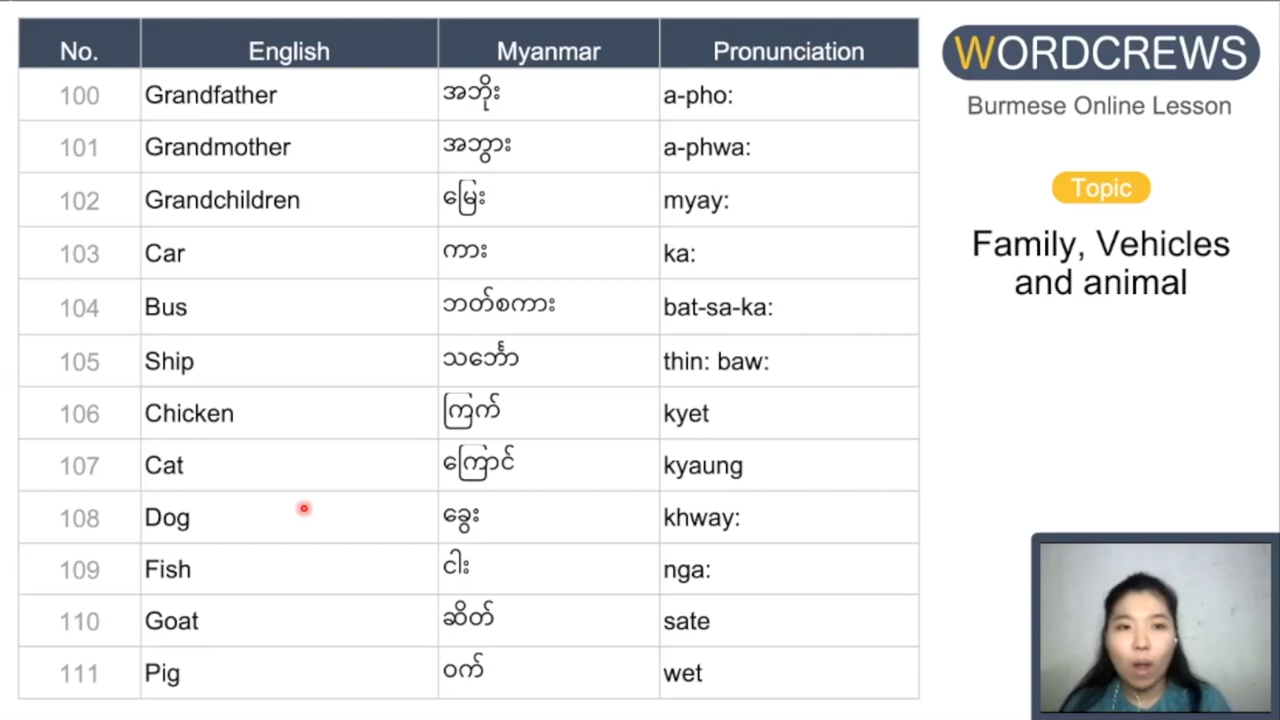 No. English Myanmar Pronunciation
100 Grandfather အဘိုး a-pho:
101 Grandmother အဘွား a-phwa:
102 Grandchildren မြေး myay:
103 Car ကား ka:
104 Bus ဘတ်စကား bat-sa-ka:
105 Ship သင်္ဘော thin: baw:
106 Chicken ကြက် kyet
107 Cat ကြောင် kyaung
108 Dog ခွေး khway:
109 Fish ငါး nga:
110 Goat ဆိတ် sate
111 Pig ဝက် wet
WORDCREWS
Burmese Online Lesson
Topic
Family, Vehicles
and animal